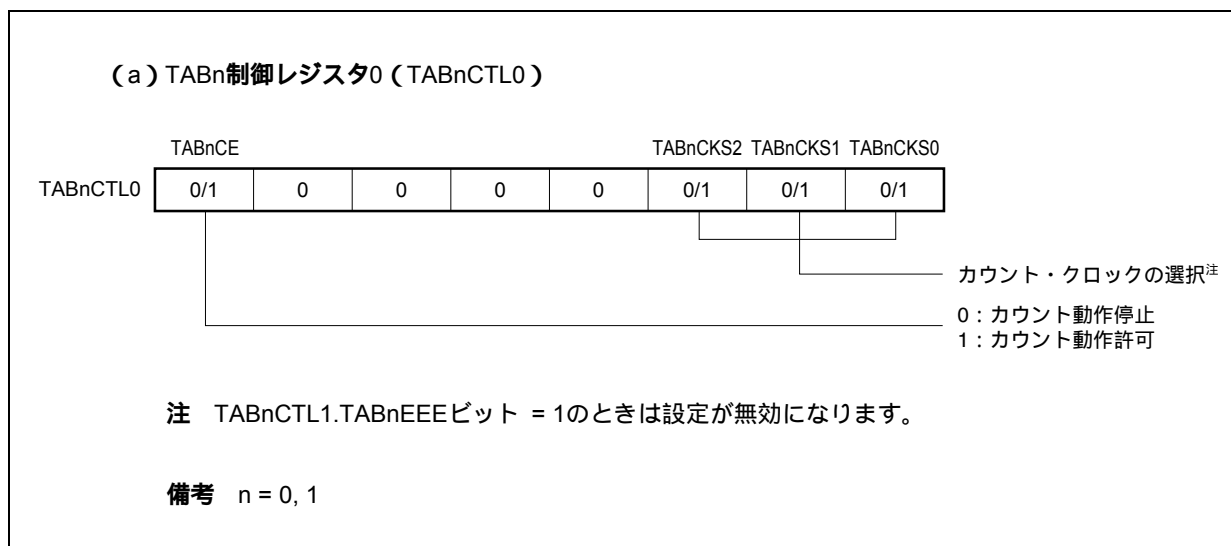 （a）TABn制御レジスタ0（TABnCTL0）
TABnCE TABnCKS2 TABnCKS1 TABnCKS0
TABnCTL0 0/1 0 0 0 0 0/1 0/1 0/1
カウント・クロックの選択注
0：カウント動作停止
1：カウント動作許可
注 TABnCTL1.TABnEEEビット = 1のときは設定が無効になります。
備考 n = 0, 1